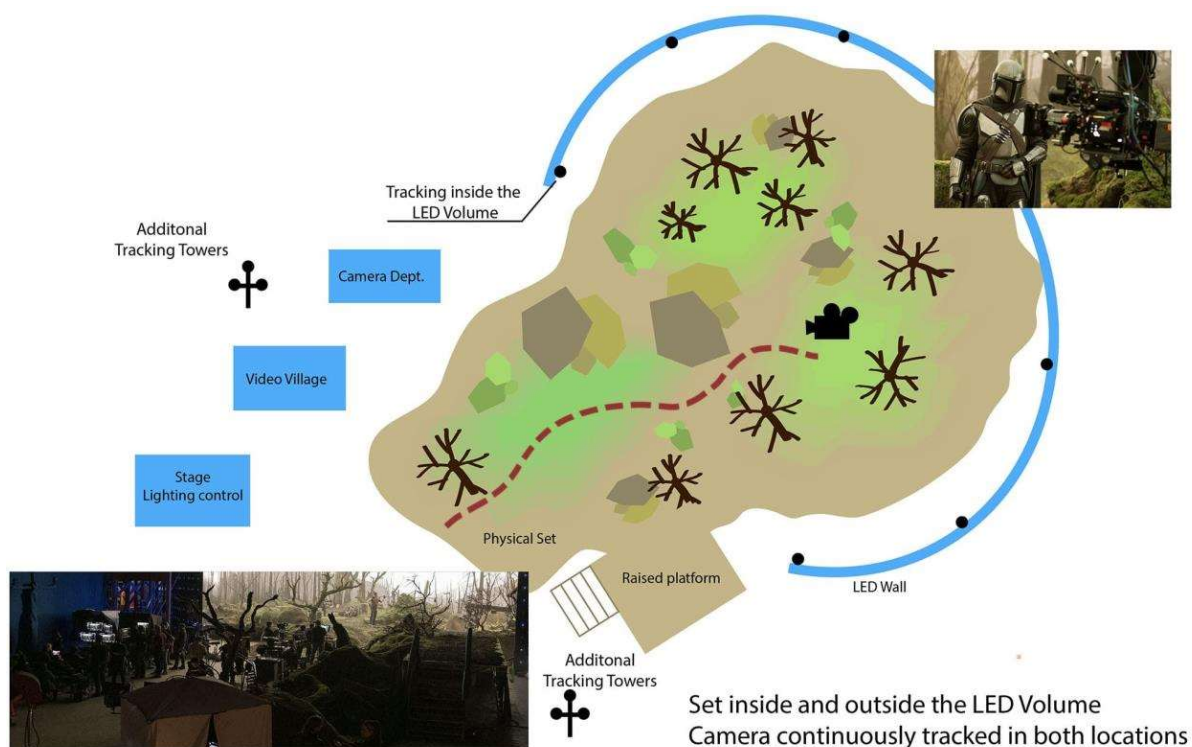 Tracking inside the
LED Volume
Additonal
Tracking Towers
Camera Dept.
Video Village
Stage
Lighting control
Physical Set
Raised platform
LED Wall
Additonal
Tracking Towers
Set inside and outside the LED Volume
Camera continuously tracked in both locations